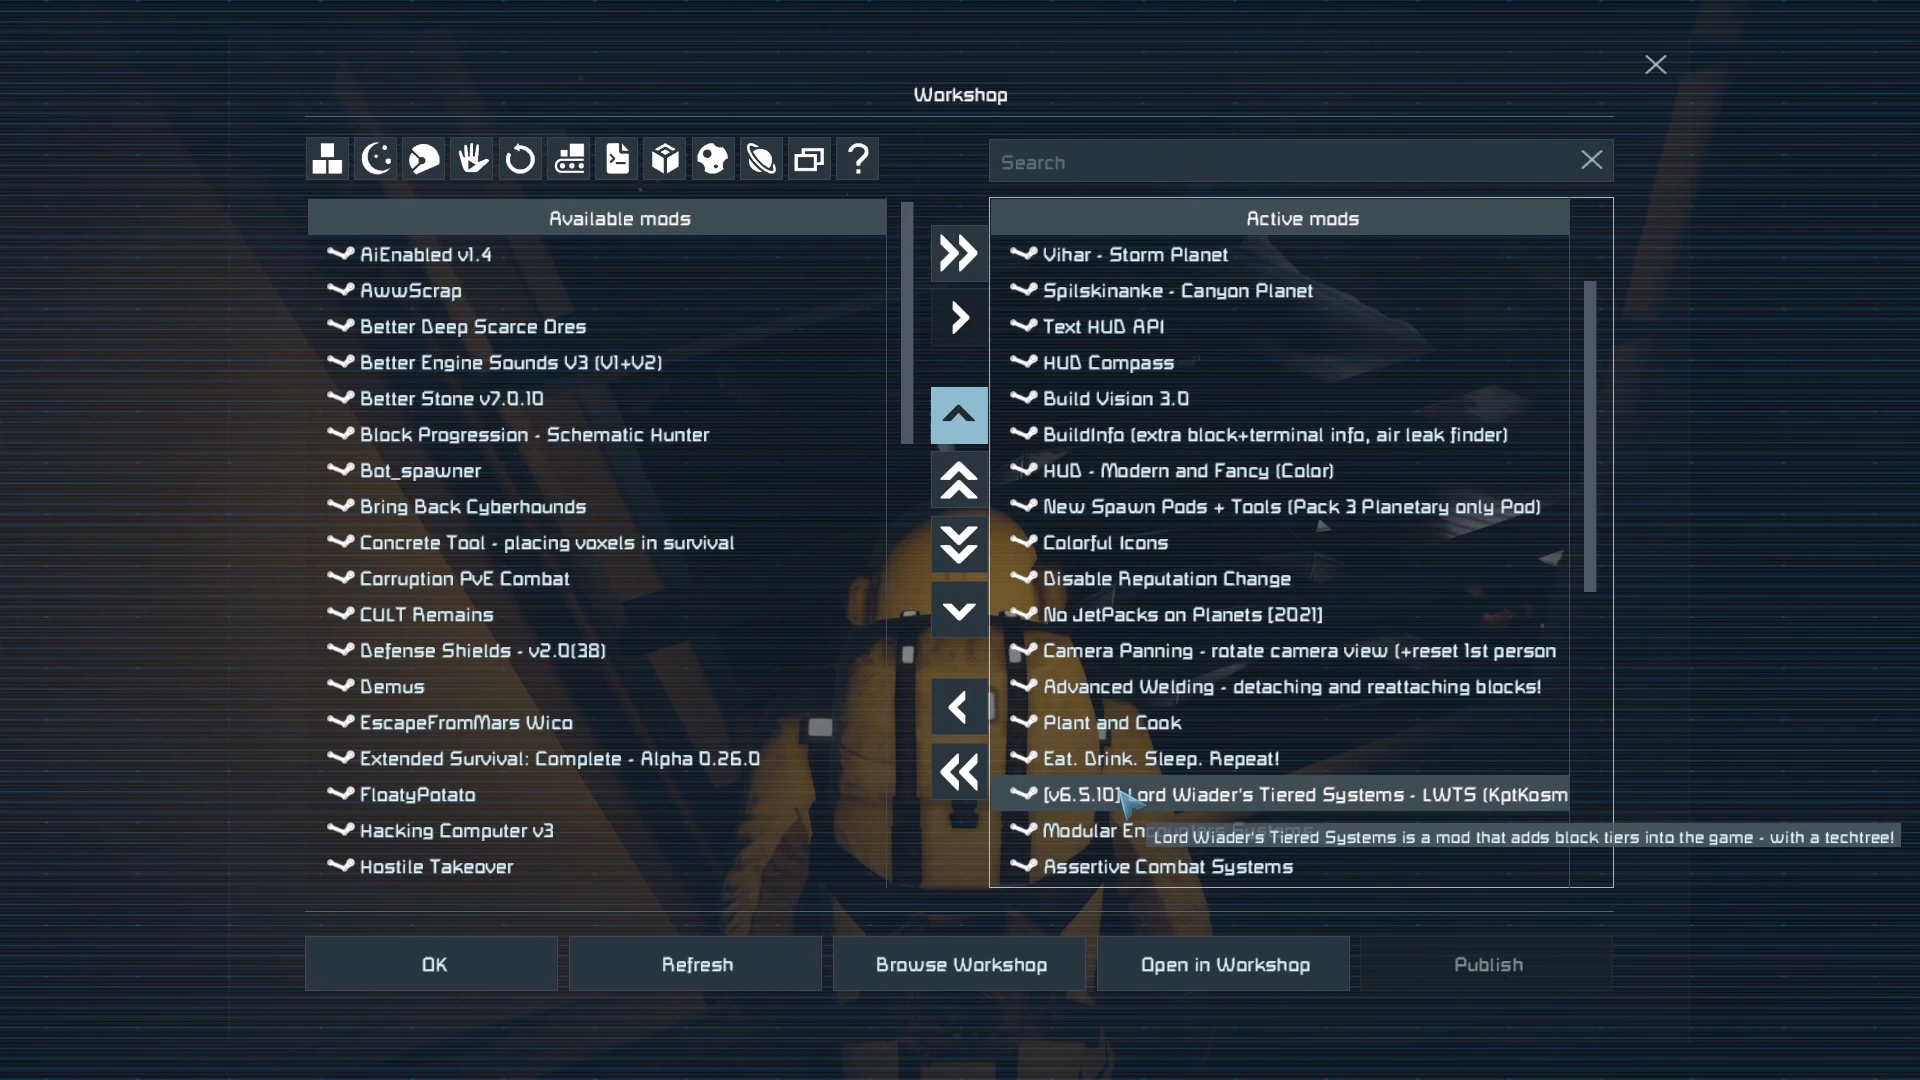 Workshop
Search
Available mods
AiEnabled v1.4
AwwScrap
Better Deep Scarce Ores
Better Engine Sounds V3 (V1+V2)
Better Stone v7.0.10
Block Progression - Schematic Hunter
Bot_spawner
Bring Back Cyberhounds
Concrete Tool - placing voxels in survival
Corruption PvE Combat
CULT Remains
Defense Shields - v2.0(38)
Demus
EscapeFromMars Wico
Extended Survival: Complete - Alpha 0.26.0
FloatyPotato
Hacking Computer v3
Hostile Takeover
Active mods
Vihar - Storm Planet
Spilskinanke - Canyon Planet
Text HUD API
HUD Compass
Build Vision 3.0
BuildInfo (extra block+terminal info, air leak finder)
HUD - Modern and Fancy (Color)
New Spawn Pods + Tools (Pack 3 Planetary only Pod)
Colorful Icons
Disable Reputation Change
No JetPacks on Planets [2021]
Camera Panning - rotate camera view (+reset 1st person
Advanced Welding - detaching and reattaching blocks!
Plant and Cook
Eat. Drink. Sleep. Repeat!
[v6.5.10] Lord Wiader's Tiered Systems - LWTS (KptKosm
Modular Encounters Systems
Lord Wiader's Tiered Systems is a mod that adds block tiers into the game - with a techtree!
Assertive Combat Systems
OK
Refresh
Browse Workshop
Open in Workshop
Publish